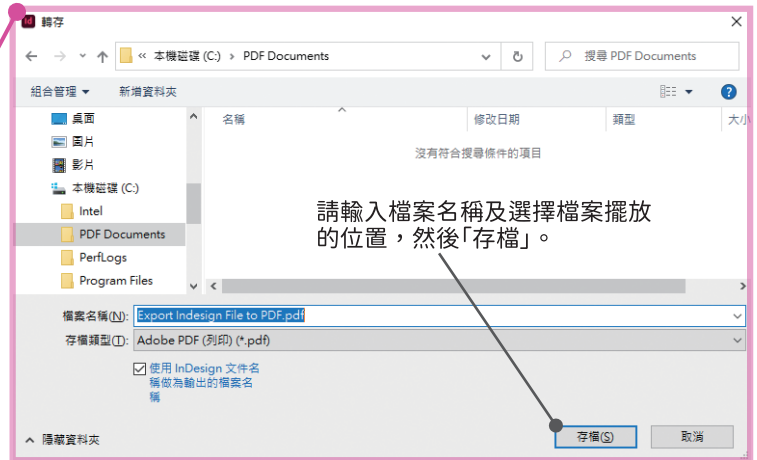 Id 轉存
« 本機磁碟 (C:) › PDF Documents
搜尋 PDF Documents
組合管理 ▼ 新增資料夾
桌面
圖片
影片
本機磁碟 (C:)
Intel
PDF Documents
PerfLogs
Program Files
名稱 修改日期 類型 大小
沒有符合搜尋條件的項目
請輸入檔案名稱及選擇檔案擺放
的位置，然後「存檔」。
檔案名稱(N): Export Indesign File to PDF.pdf
存檔類型(T): Adobe PDF (列印) (*.pdf)
使用 InDesign 文件名
稱做為輸出的檔案名
稱
隱藏資料夾
存檔(S) 取消